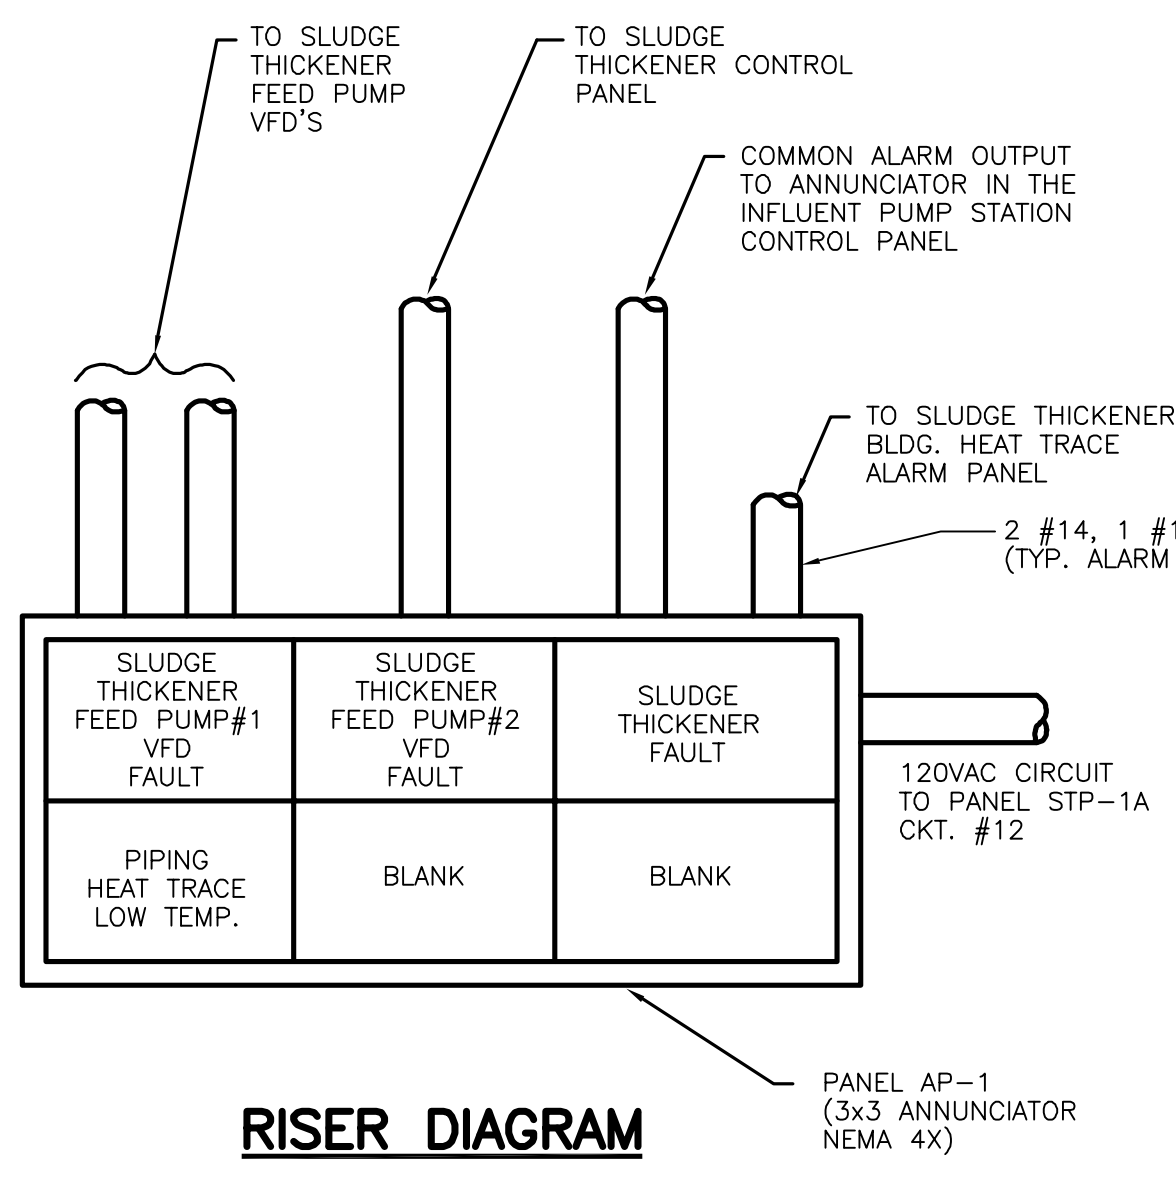 TO SLUDGE
THICKENER
FEED PUMP
VFD'S
TO SLUDGE
THICKENER CONTROL
PANEL
COMMON ALARM OUTPUT
TO ANNUNCIATOR IN THE
INFLUENT PUMP STATION
CONTROL PANEL
TO SLUDGE THICKENER
BLDG. HEAT TRACE
ALARM PANEL
2 #14, 1
(TYP. ALARM
SLUDGE
THICKENER
FEED PUMP#1
VFD
FAULT
SLUDGE
THICKENER
FEED PUMP#2
VFD
FAULT
SLUDGE
THICKENER
FAULT
PIPING
HEAT TRACE
LOW TEMP.
BLANK
BLANK
120VAC CIRCUIT
TO PANEL STP-1A
CKT. #12
PANEL AP-1
(3x3 ANNUNCIATOR
NEMA 4X)
RISER DIAGRAM